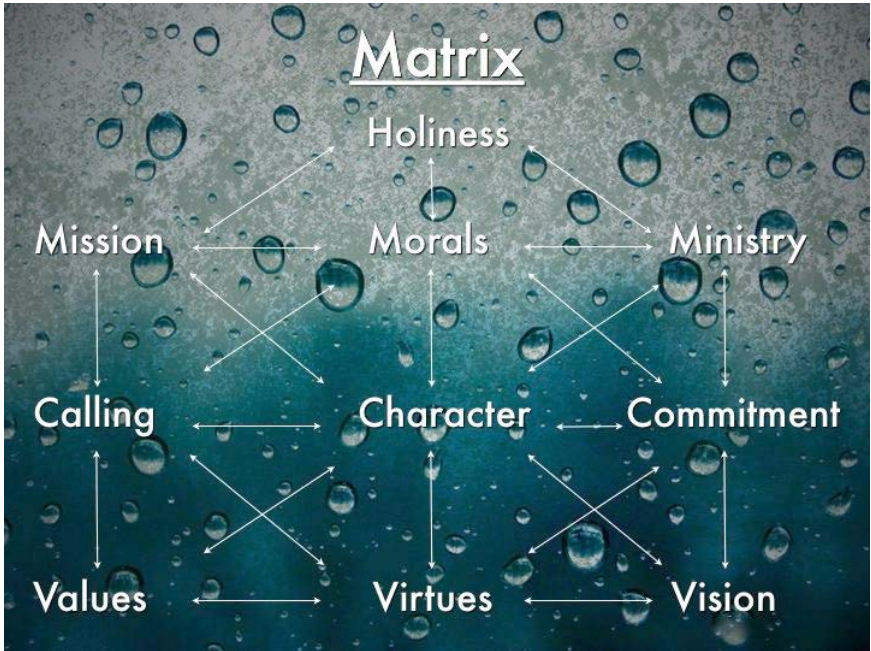 Matrix
Holiness
Mission Morals Ministry
Calling Character Commitment
Values Virtues Vision